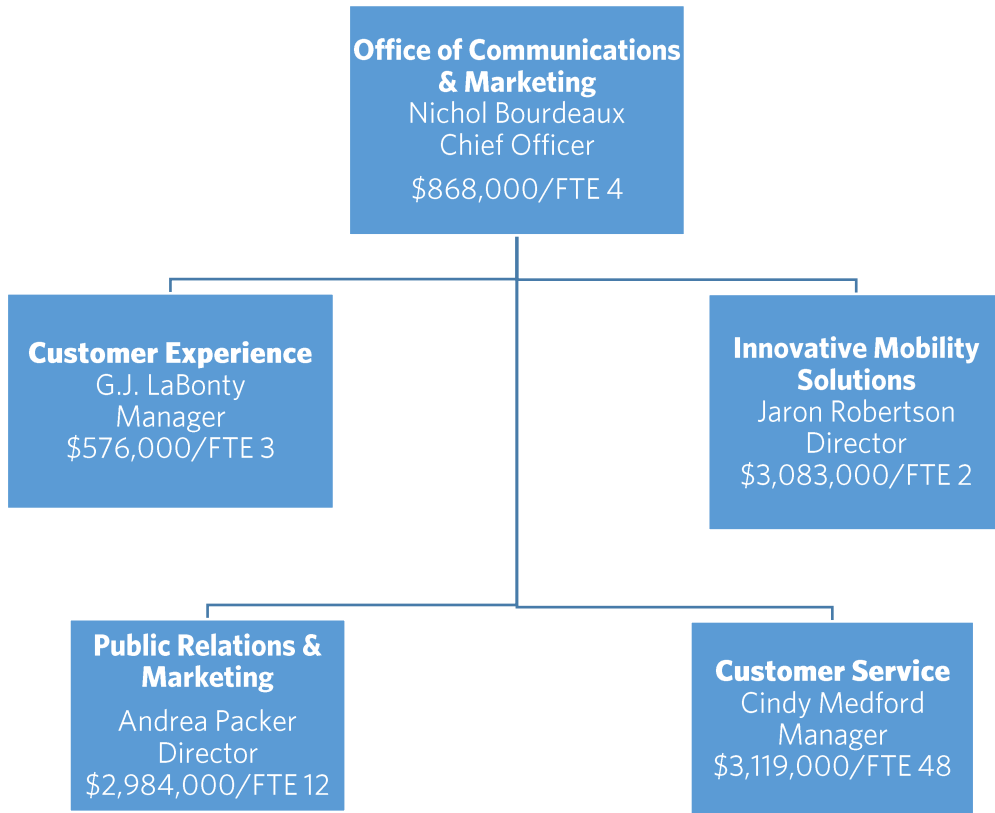 Office of Communications
& Marketing
Nichol Bourdeaux
Chief Officer
$868,000/FTE 4
Customer Experience
G.J. LaBonty
Manager
$576,000/FTE 3
Innovative Mobility
Solutions
Jaron Robertson
Director
$3,083,000/FTE 2
Public Relations &
Marketing
Andrea Packer
Director
$2,984,000/FTE 12
Customer Service
Cindy Medford
Manager
$3,119,000/FTE 48